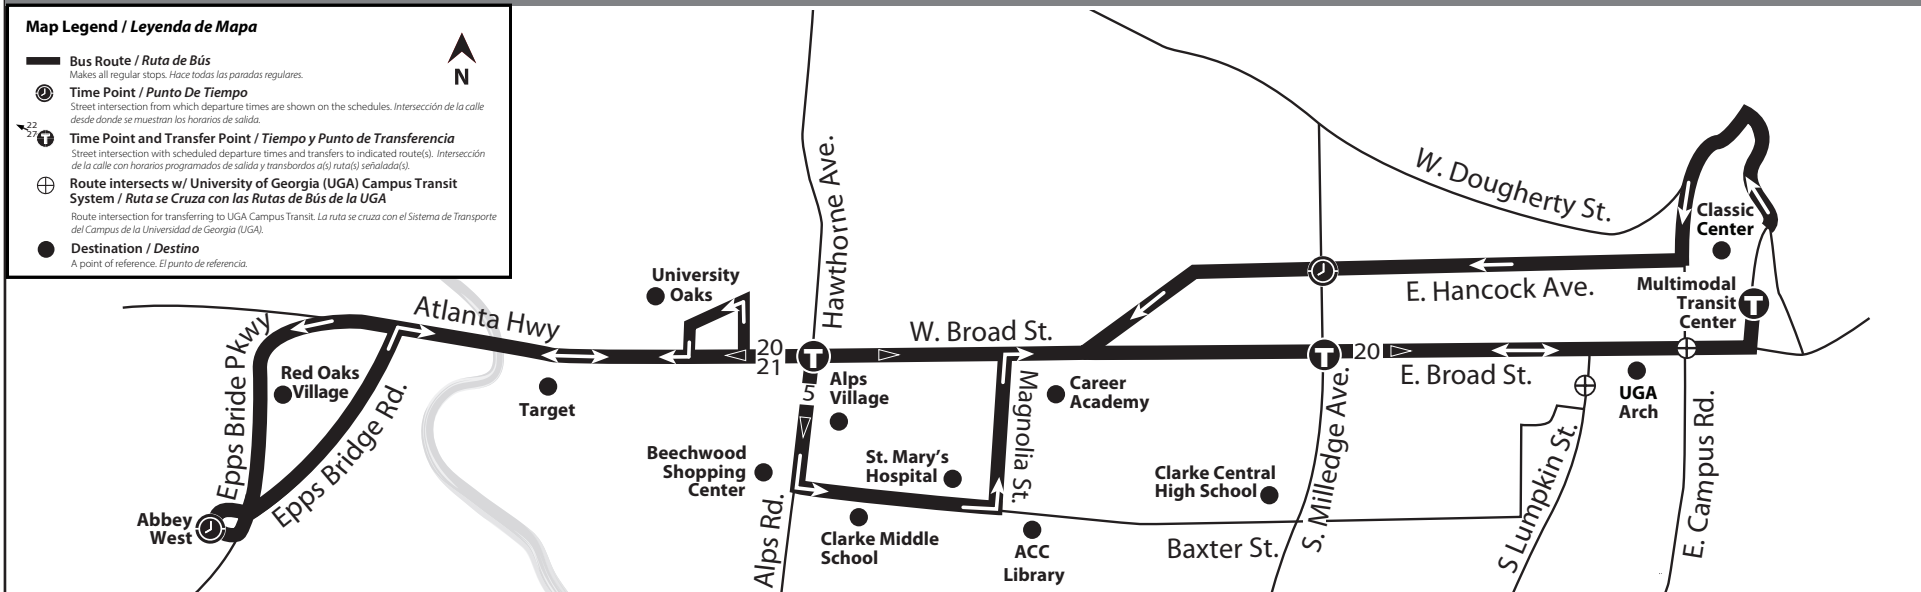 Map Legend / Leyenda de Mapa
N
Bus Route / Ruta de Bús
Makes all regular stops. Hace todas las paradas regulares.
Time Point / Punto De Tiempo
Street intersection from which departure times are shown on the schedules. Intersección de la calle
desde donde se muestran los horarios de salida.
22
27
T
Time Point and Transfer Point / Tiempo y Punto de Transferencia
Street intersection with scheduled departure times and transfers to indicated route(s). Intersección
de la calle con horarios programados de salida y transbordos a(s) ruta(s) señalada(s).
Route intersects w/ University of Georgia (UGA) Campus Transit
System / Ruta se Cruza con las Rutas de Bús de la UGA
Route intersection for transferring to UGA Campus Transit. La ruta se cruza con el Sistema de Transporte
del Campus de la Universidad de Georgia (UGA).
Destination / Destino
A point of reference. El punto de referencia.
Epps Bride Pkwy
Red Oaks
Village
Epps Bridge Rd.
Abbey
West
Atlanta Hwy
Target
University
Oaks
Hawthorne Ave.
20
21
T
5
Alps
Village
Beechwood
Shopping
Center
St. Mary's
Hospital
Alps Rd.
Clarke Middle
School
W. Broad St.
Magnolia St.
Career
Academy
ACC
Library
Clarke Central
High School
Baxter St.
S. Milledge Ave.
T
20
E. Broad St.
E. Hancock Ave.
W. Dougherty St.
Classic
Center
Multimodal
Transit
Center
T
UGA
Arch
S Lumpkin St.
E. Campus Rd.